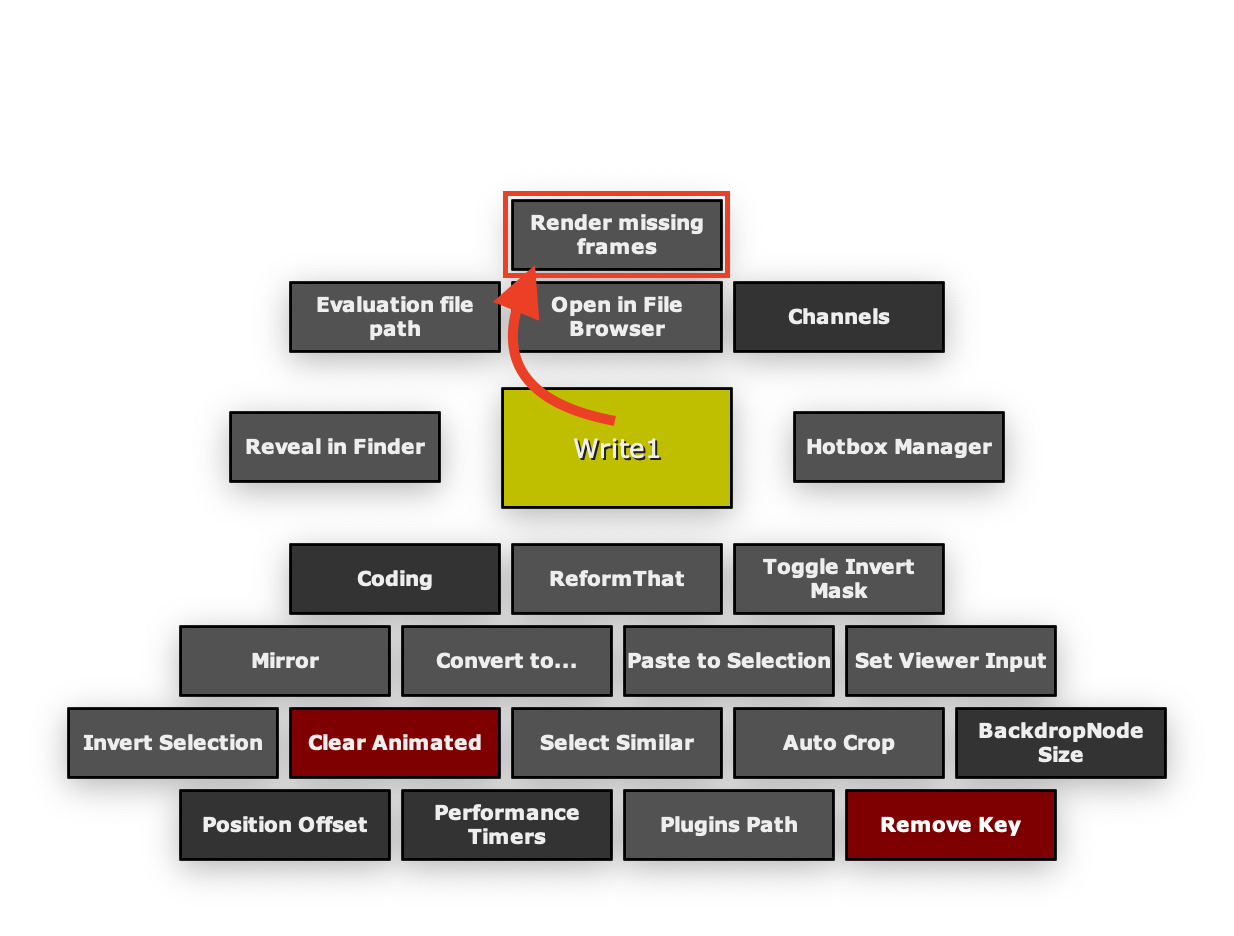 Render missing
frames
Evaluation file
path
Open in File
Browser
Channels
Reveal in Finder
Write1
Hotbox Manager
Coding
ReformThat
Toggle Invert
Mask
Mirror
Convert to...
Paste to Selection
Set Viewer Input
Invert Selection
Clear Animated
Select Similar
Auto Crop
BackdropNode
Size
Position Offset
Performance
Timers
Plugins Path
Remove Key